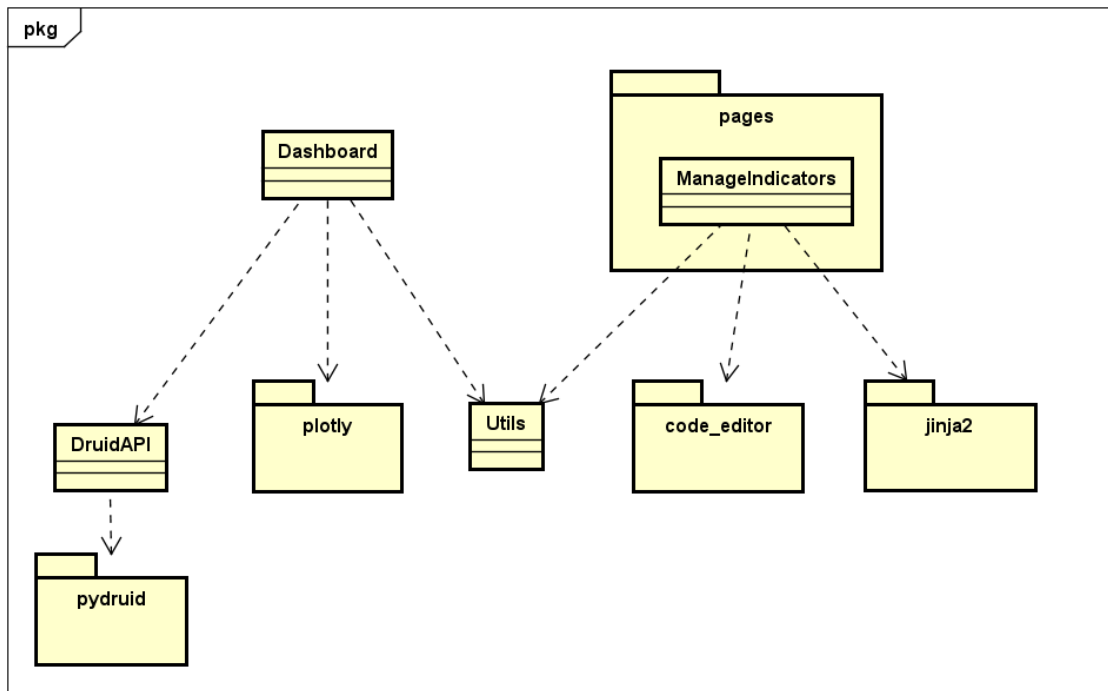 pkg
pages
Dashboard
ManageIndicators
plotly
Utils
code_editor
jinja2
DruidAPI
pydruid